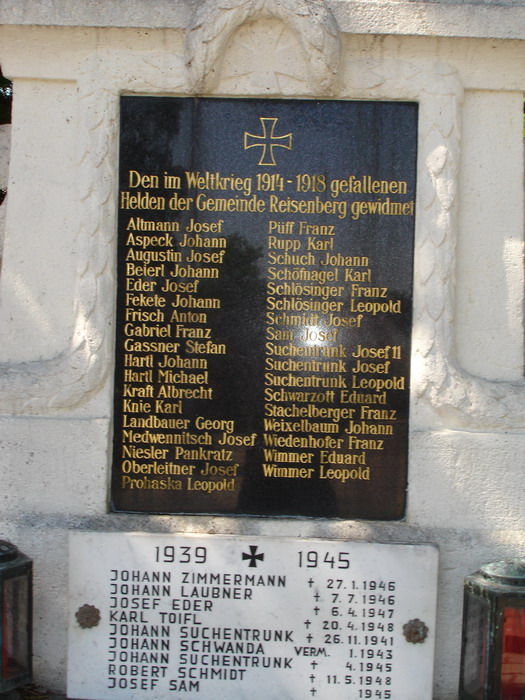 Den im Weltkrieg 1914-1918 gefallenen
Helden der Gemeinde Reisenberg gewidmet
Altmann Josef
Aspeck Johann
Augustin Josef
Beierl Johann
Eder Josef
Fekete Johann
Frisch Anton
Gabriel Franz
Gassner Stefan
Hartl Johann
Hartl Michael
Kraft Albrecht
Knie Karl
Landbauer Georg
Medwennitsch Josef
Niesler Pankratz
Oberleitner Josef
Prohaska Leopold
Püff Franz
Rupp Karl
Schuch Johann
Schöfnagel Karl
Schlösinger Franz
Schlösinger Leopold
Schmidt Josef
Sam Josef
Suchentrunk Josef II
Suchentrunk Josef
Suchentrunk Leopold
Schwarzott Eduard
Stachelberger Franz
Weixelbaum Johann
Wiedenhofer Franz
Wimmer Eduard
Wimmer Leopold
1939 1945
JOHANN ZIMMERMANN † 27.1.1946
JOHANN LAUBNER † 7.7.1946
JOSEF EDER † 6.4.1947
KARL TOIFL † 20.4.1948
JOHANN SUCHENTRUNK † 26.11.1941
JOHANN SCHWANDA VERM. 1.1943
JOHANN SUCHENTRUNK † 4.1945
ROBERT SCHMIDT † 11.5.1948
JOSEF SAM † 1945